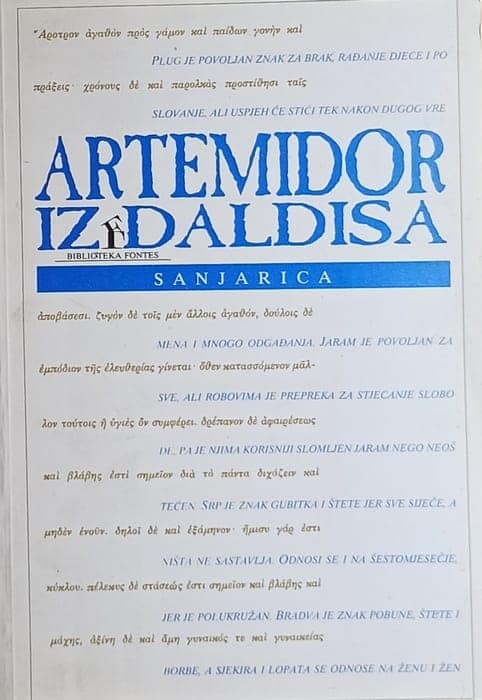 Ἄροτρον ἀγαθὸν πρὸς γάμον καὶ παίδων γονὴν καὶ
PLUG JE POVOLJAN ZNAK ZA BRAK, RAĐANJE DJECE I PO
πράξεις· χρόνους δὲ καὶ παρολκὰς προστίθησι ταῖς
SLOVANJE, ALI USPJEH ĆE STIĆI TEK NAKON DUGOG VRE
ARTEMIDOR
IZ DALDISA
BIBLIOTEKA FONTES
SANJARICA
ἀποβάσεσι. ζυγὸν δὲ τοῖς μὲν ἄλλοις ἀγαθόν, δούλοις δὲ
MENA I MNOGO ODGAĐANJA. JARAM JE POVOLJAN ZA
ἐμπόδιον τῆς ἐλευθερίας γίνεται· ὅθεν κατασσόμενον μᾶλ-
SVE, ALI ROBOVIMA JE PREPREKA ZA STJECANJE SLOBO
λον τούτοις ἢ ὑγιὲς ὂν συμφέρει. δρέπανον δὲ ἀφαιρέσεως
DE, PA JE NJIMA KORISNIJI SLOMLJEN JARAM NEGO NEOŠ
καὶ βλάβης ἐστὶ σημεῖον διὰ τὸ πάντα διχάζειν καὶ
TEĆEN. SRP JE ZNAK GUBITKA I ŠTETE JER SVE SIJEČE, A
μηδὲν ἑνοῦν. δηλοῖ δὲ καὶ ἑξάμηνον· ἥμισυ γάρ ἐστι
NIŠTA NE SASTAVLJA. ODNOSI SE I NA ŠESTOMJESEČJE,
κύκλου. πέλεκυς δὲ στάσεώς ἐστι σημεῖον καὶ βλάβης καὶ
JER JE POLUKRUŽAN. BRADVA JE ZNAK POBUNE, ŠTETE I
μάχης, ἀξίνη δὲ καὶ ἄμη γυναικός τε καὶ γυναικείας
BORBE, A SJEKIRA I LOPATA SE ODNOSE NA ŽENU I ŽEN